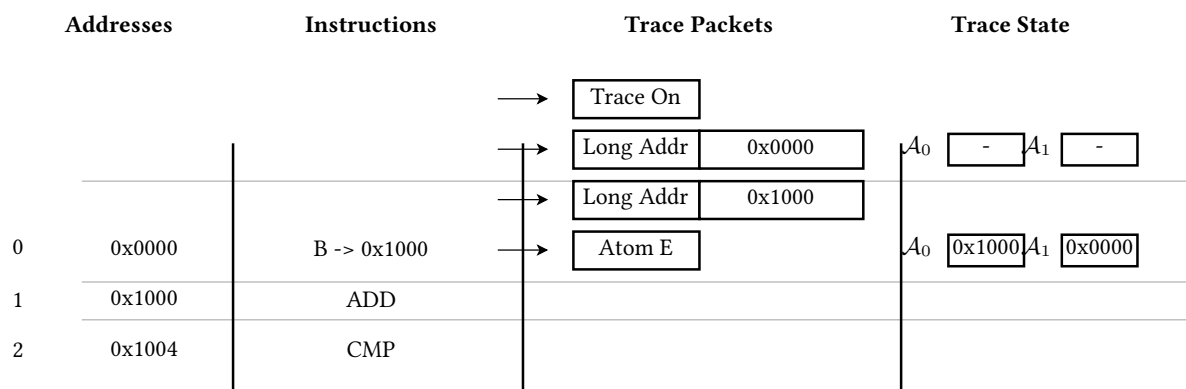 Addresses Instructions Trace Packets Trace State
Trace On
Long Addr 0x0000 A0 - A1 -
Long Addr 0x1000
0 0x0000 B -> 0x1000 Atom E A0 0x1000 A1 0x0000
1 0x1000 ADD
2 0x1004 CMP